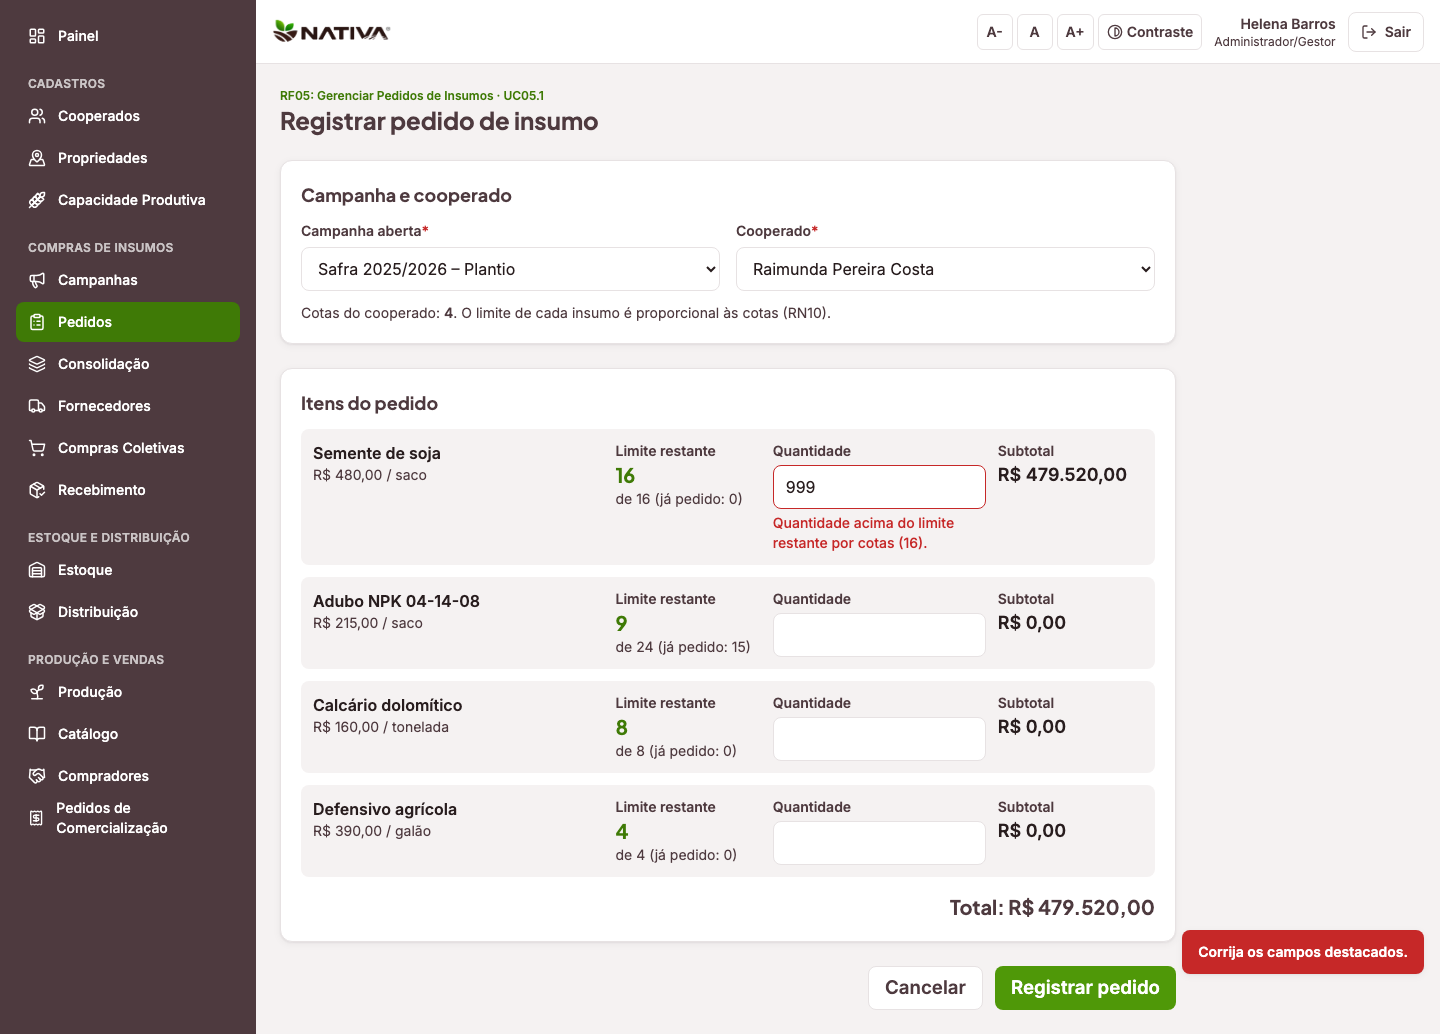 Painel
CADASTROS
Cooperados
Propriedades
Capacidade Produtiva
COMPRAS DE INSUMOS
Campanhas
Pedidos
Consolidação
Fornecedores
Compras Coletivas
Recebimento
ESTOQUE E DISTRIBUIÇÃO
Estoque
Distribuição
PRODUÇÃO E VENDAS
Produção
Catálogo
Compradores
Pedidos de
Comercialização
NATIVA
A-
A
A+
Contraste
Helena Barros
Administrador/Gestor
Sair
RF05: Gerenciar Pedidos de Insumos · UC05.1
Registrar pedido de insumo
Campanha e cooperado
Campanha aberta*
Safra 2025/2026 – Plantio
Cooperado*
Raimunda Pereira Costa
Cotas do cooperado: 4. O limite de cada insumo é proporcional às cotas (RN10).
Itens do pedido
Semente de soja
R$ 480,00 / saco
Limite restante
16
de 16 (já pedido: 0)
Quantidade
999
Quantidade acima do limite
restante por cotas (16).
Subtotal
R$ 479.520,00
Adubo NPK 04-14-08
R$ 215,00 / saco
Limite restante
9
de 24 (já pedido: 15)
Quantidade
Subtotal
R$ 0,00
Calcário dolomítico
R$ 160,00 / tonelada
Limite restante
8
de 8 (já pedido: 0)
Quantidade
Subtotal
R$ 0,00
Defensivo agrícola
R$ 390,00 / galão
Limite restante
4
de 4 (já pedido: 0)
Quantidade
Subtotal
R$ 0,00
Total: R$ 479.520,00
Corrija os campos destacados.
Cancelar
Registrar pedido